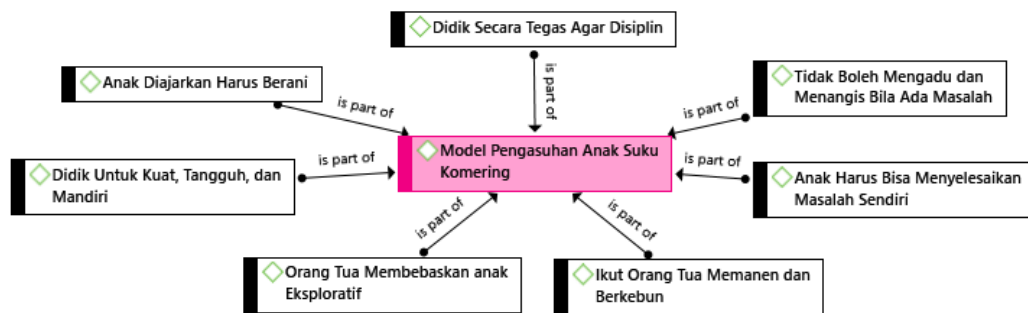 Didik Secara Tegas Agar Disiplin
Anak Diajarkan Harus Berani
is part of
is part of
is part of
Tidak Boleh Mengadu dan
Menangis Bila Ada Masalah
Didik Untuk Kuat, Tangguh, dan
Mandiri
is part of
Model Pengasuhan Anak Suku
Komering
is part of
Anak Harus Bisa Menyelesaikan
Masalah Sendiri
is part of
is part of
Orang Tua Membebaskan anak
Eksploratif
Ikut Orang Tua Memanen dan
Berkebun